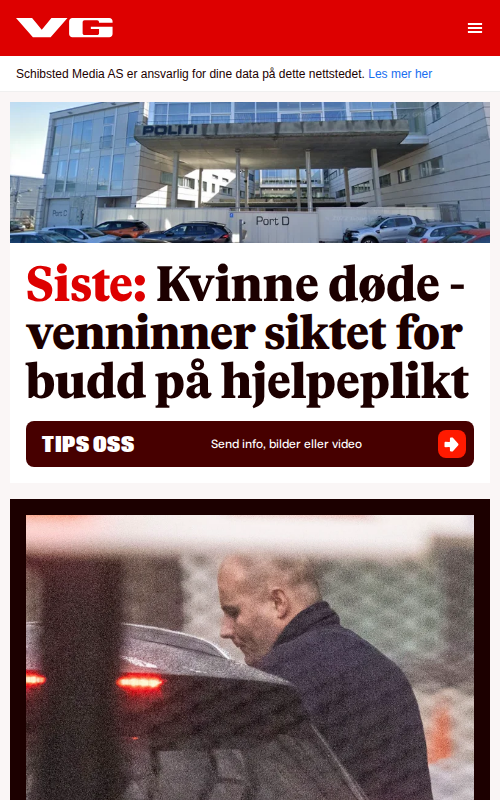 VG
Schibsted Media AS er ansvarlig for dine data på dette nettstedet. Les mer her
POLITI
Port C
Port D
Siste: Kvinne døde -
venninner siktet for
budd på hjelpeplikt
TIPS OSS
Send info, bilder eller video